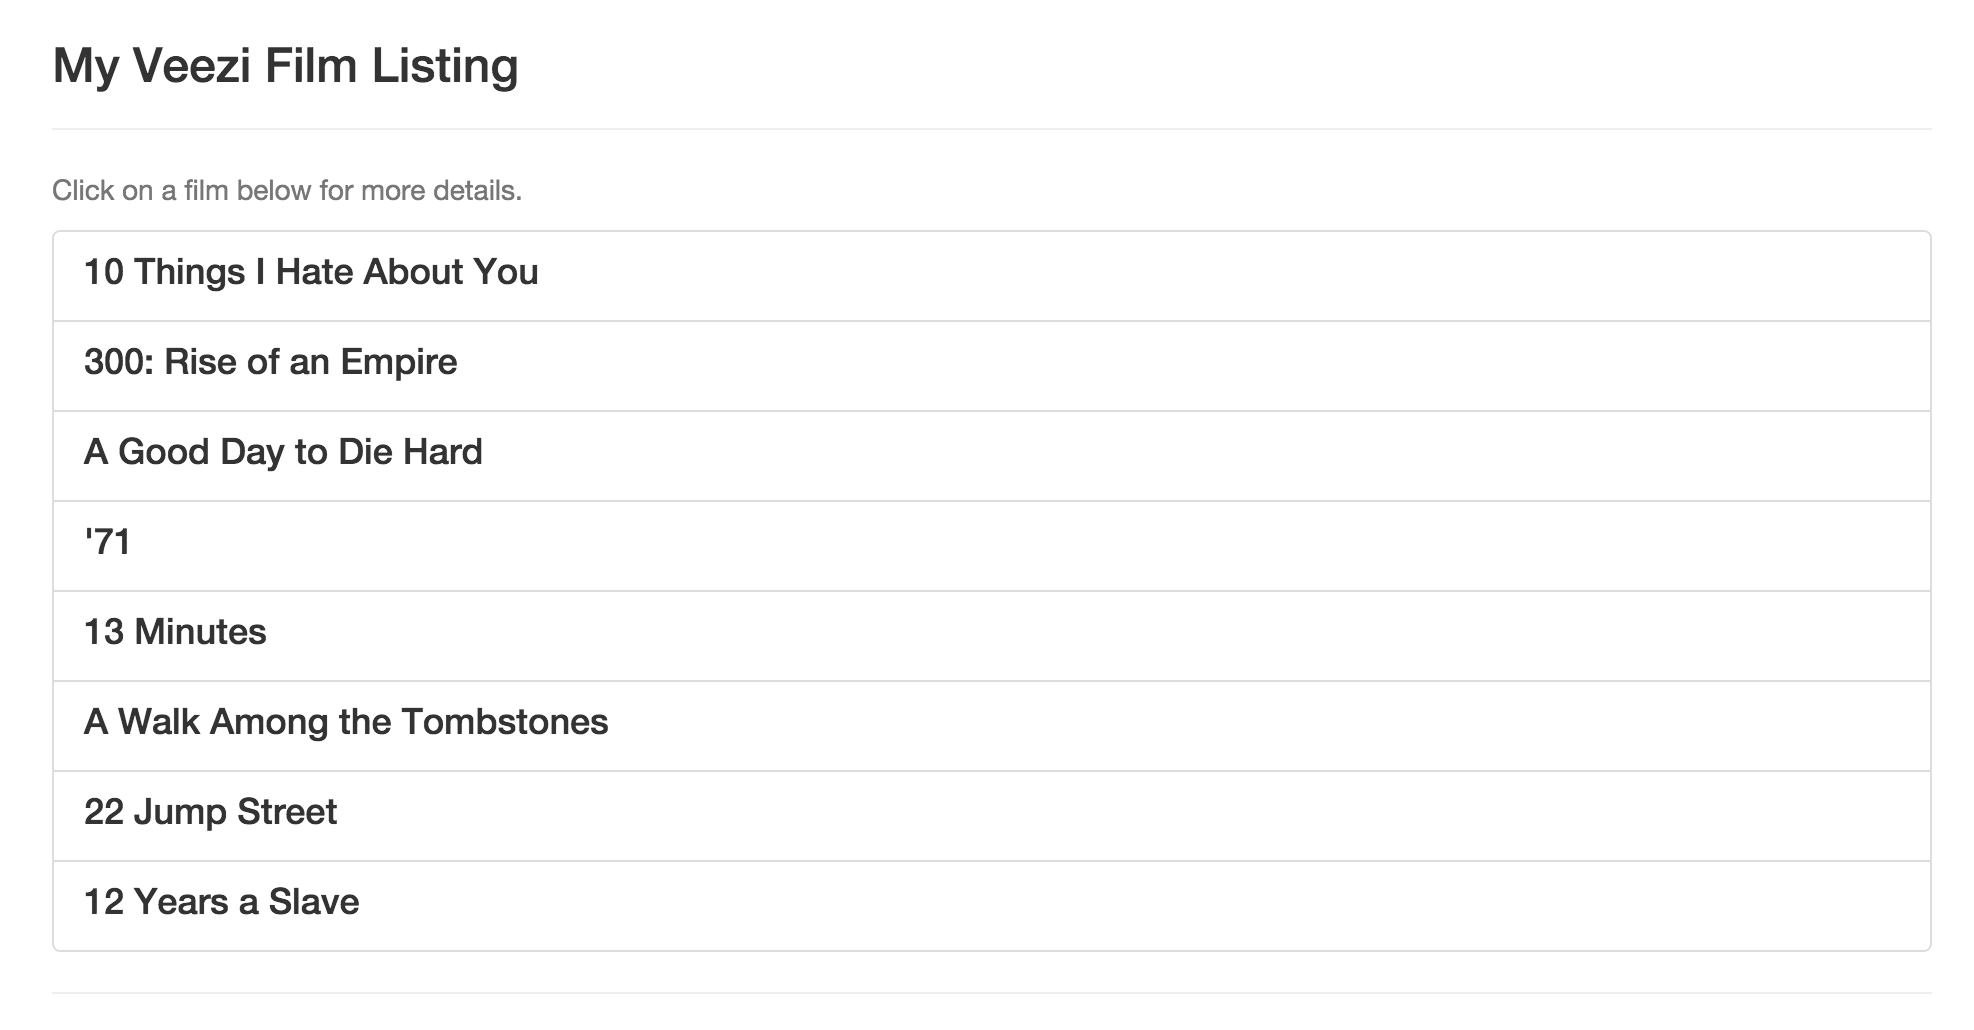 My Veezi Film Listing
Click on a film below for more details.
10 Things I Hate About You
300: Rise of an Empire
A Good Day to Die Hard
'71
13 Minutes
A Walk Among the Tombstones
22 Jump Street
12 Years a Slave